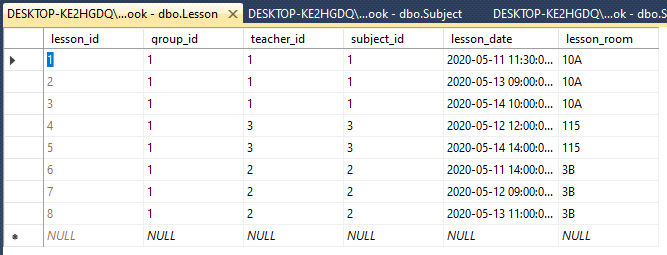 DESKTOP-KE2HGDQ\...ook - dbo.Lesson DESKTOP-KE2HGDQ\...ook - dbo.Subject DESKTOP-KE2HGDQ\...ook - dbo.S
lesson_id group_id teacher_id subject_id lesson_date lesson_room
1 1 1 1 2020-05-11 11:30:0... 10A
2 1 1 1 2020-05-13 09:00:0... 10A
3 1 1 1 2020-05-14 10:00:0... 10A
4 1 3 3 2020-05-12 12:00:0... 115
5 1 3 3 2020-05-14 14:00:0... 115
6 1 2 2 2020-05-11 14:00:0... 3B
7 1 2 2 2020-05-12 09:00:0... 3B
8 1 2 2 2020-05-13 11:00:0... 3B
NULL NULL NULL NULL NULL NULL